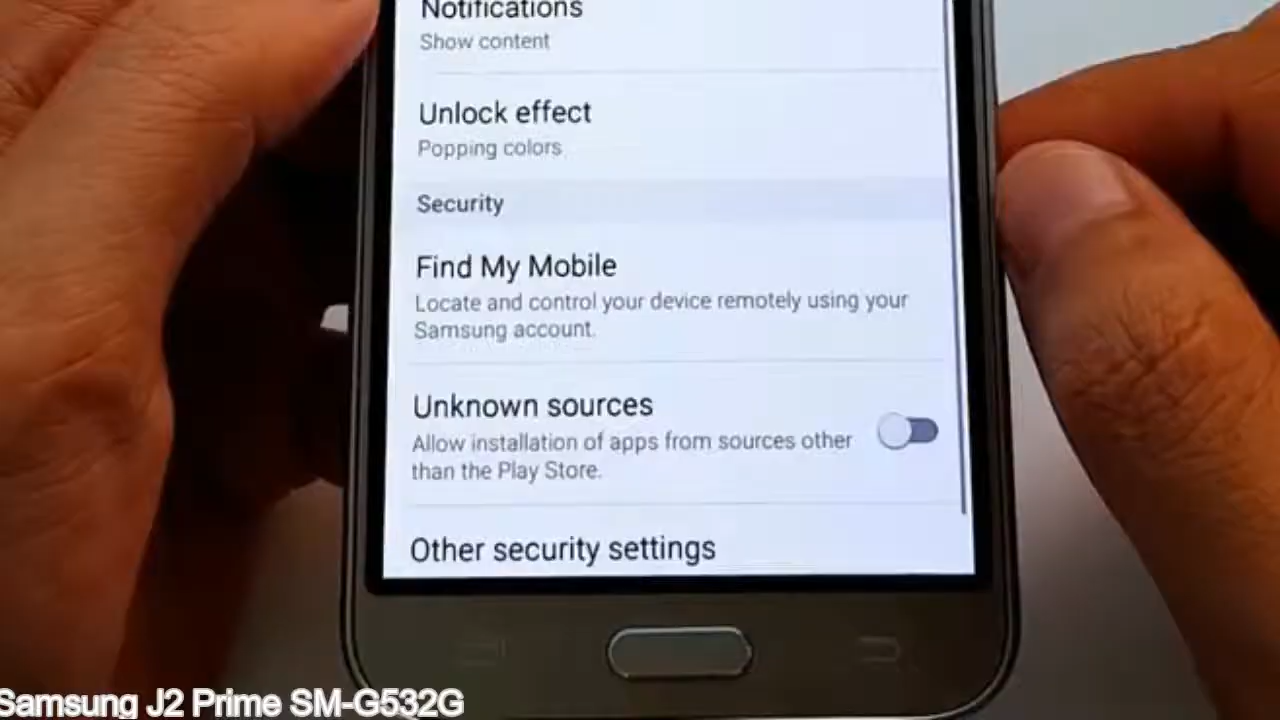 Notifications
Show content
Unlock effect
Popping colors
Security
Find My Mobile
Locate and control your device remotely using your
Samsung account.
Unknown sources
Allow installation of apps from sources other
than the Play Store.
Other security settings
Samsung J2 Prime SM-G532G